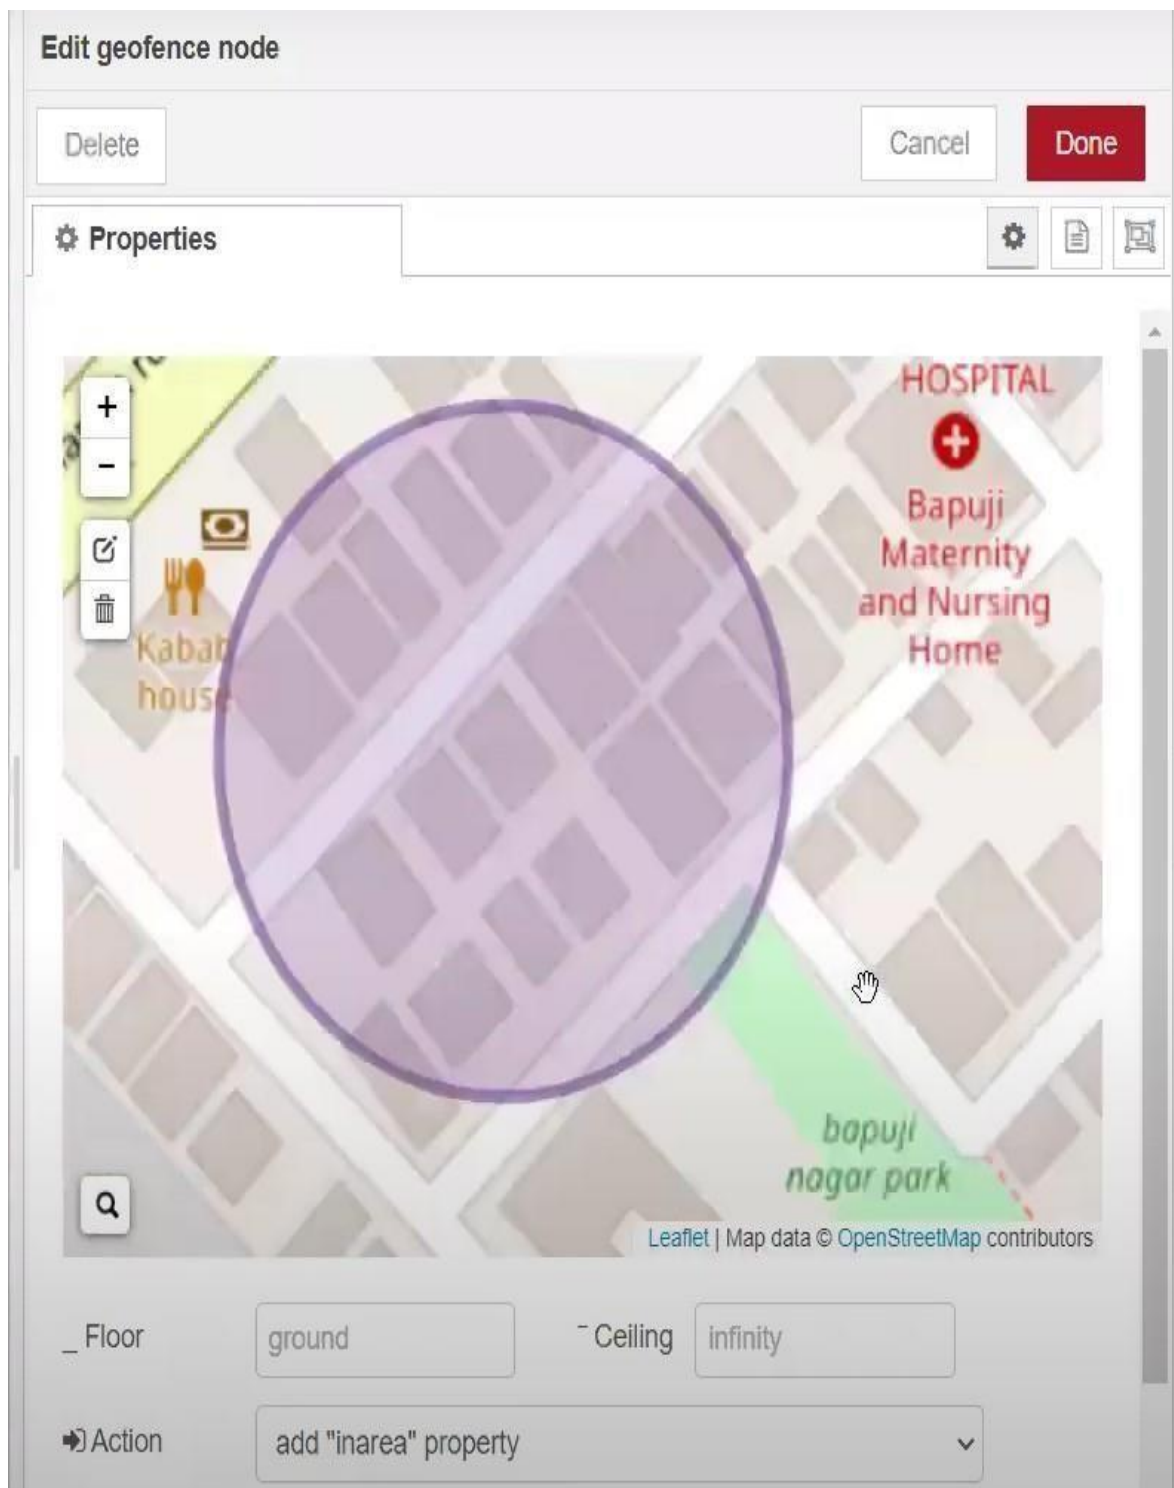 Edit geofence node
Delete
Cancel
Done
Properties
+
−
HOSPITAL
Bapuji
Maternity
and Nursing
Home
Kabab
house
bapuji
nagar park
Leaflet | Map data © OpenStreetMap contributors
Floor
ground
Ceiling
infinity
Action
add "inarea" property